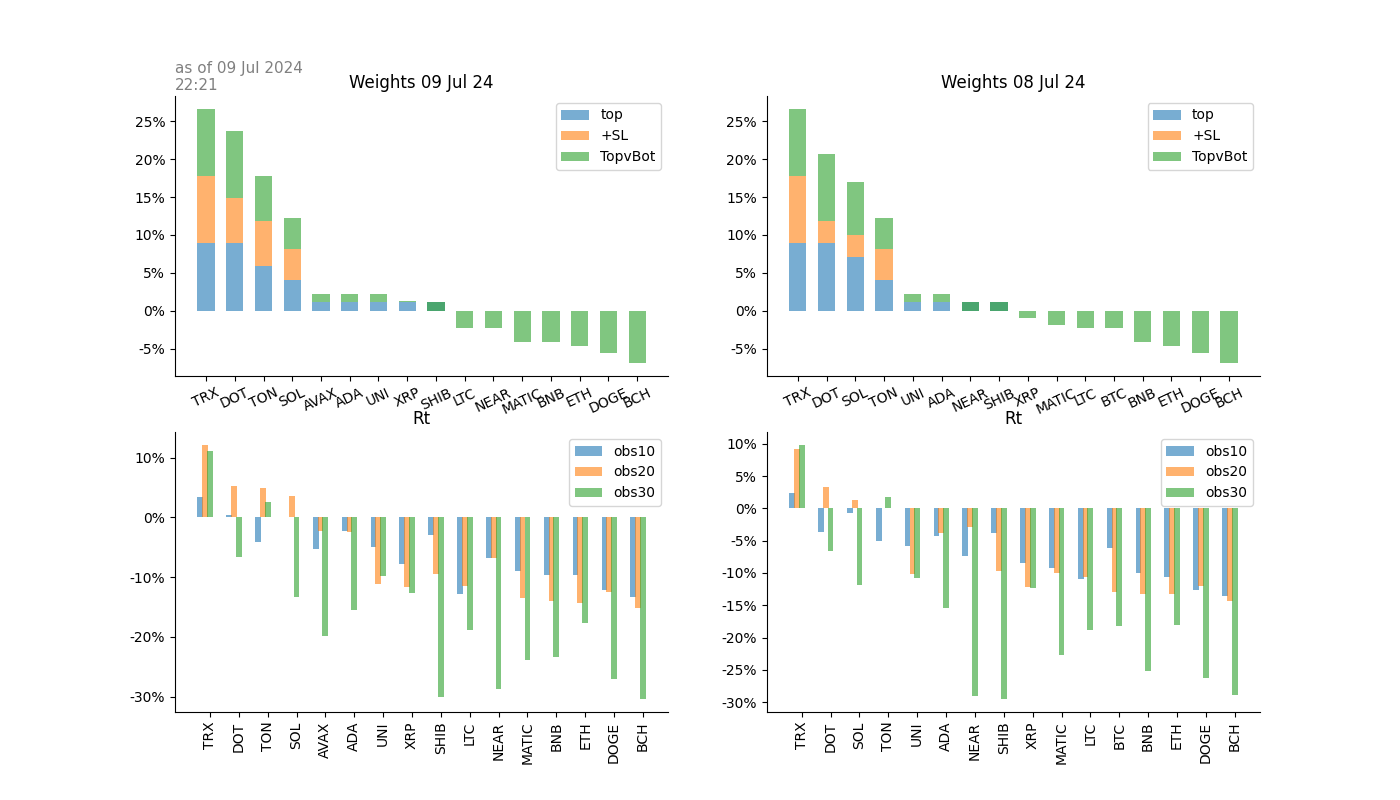 as of 09 Jul 2024
22:21
Weights 09 Jul 24
25%
20%
15%
10%
5%
0%
-5%
top
+SL
TopvBot
TRX DOT TON SOL AVAX ADA UNI XRP SHIB LTC NEAR MATIC BNB ETH DOGE BCH
Weights 08 Jul 24
25%
20%
15%
10%
5%
0%
-5%
top
+SL
TopvBot
TRX DOT SOL TON UNI ADA NEAR SHIB XRP MATIC LTC BTC BNB ETH DOGE BCH
Rt
10%
0%
-10%
-20%
-30%
obs10
obs20
obs30
TRX DOT TON SOL AVAX ADA UNI XRP SHIB LTC NEAR MATIC BNB ETH DOGE BCH
Rt
10%
5%
0%
-5%
-10%
-15%
-20%
-25%
-30%
obs10
obs20
obs30
TRX DOT SOL TON UNI ADA NEAR SHIB XRP MATIC LTC BTC BNB ETH DOGE BCH